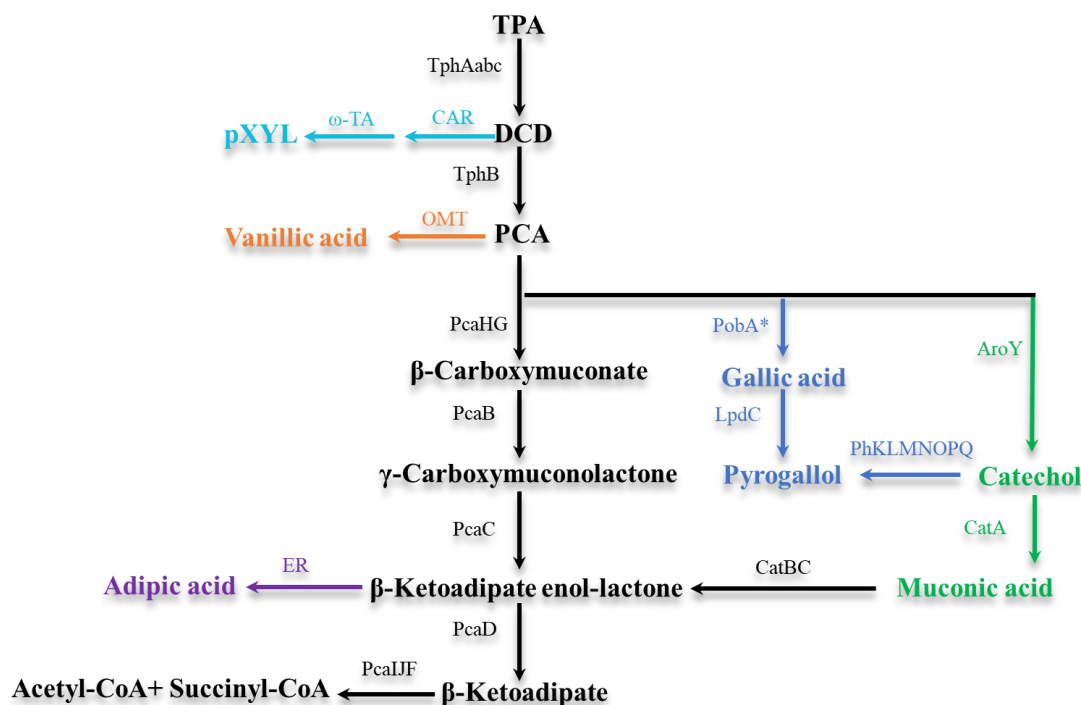 TPA
TphAabc
pXYL
ω-TA
CAR
DCD
TphB
Vanillic acid
OMT
PCA
PcaHG
PobA*
AroY
β-Carboxymuconate
Gallic acid
PcaB
LpdC
γ-Carboxymuconolactone
Pyrogallol
PhKLMNOPQ
Catechol
PcaC
CatA
Adipic acid
ER
β-Ketoadipate enol-lactone
CatBC
Muconic acid
PcaD
Acetyl-CoA+ Succinyl-CoA
PcaIJF
β-Ketoadipate